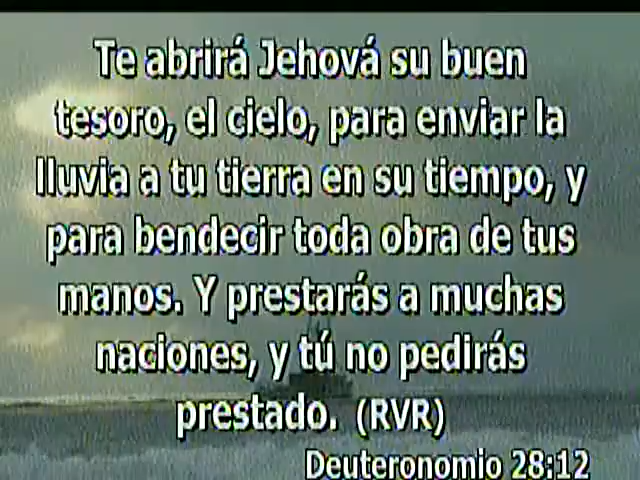 Te abrirá Jehová su buen
tesoro, el cielo, para enviar la
lluvia a tu tierra en su tiempo, y
para bendecir toda obra de tus
manos. Y prestarás a muchas
naciones, y tú no pedirás
prestado. (RVR)
Deuteronomio 28:12